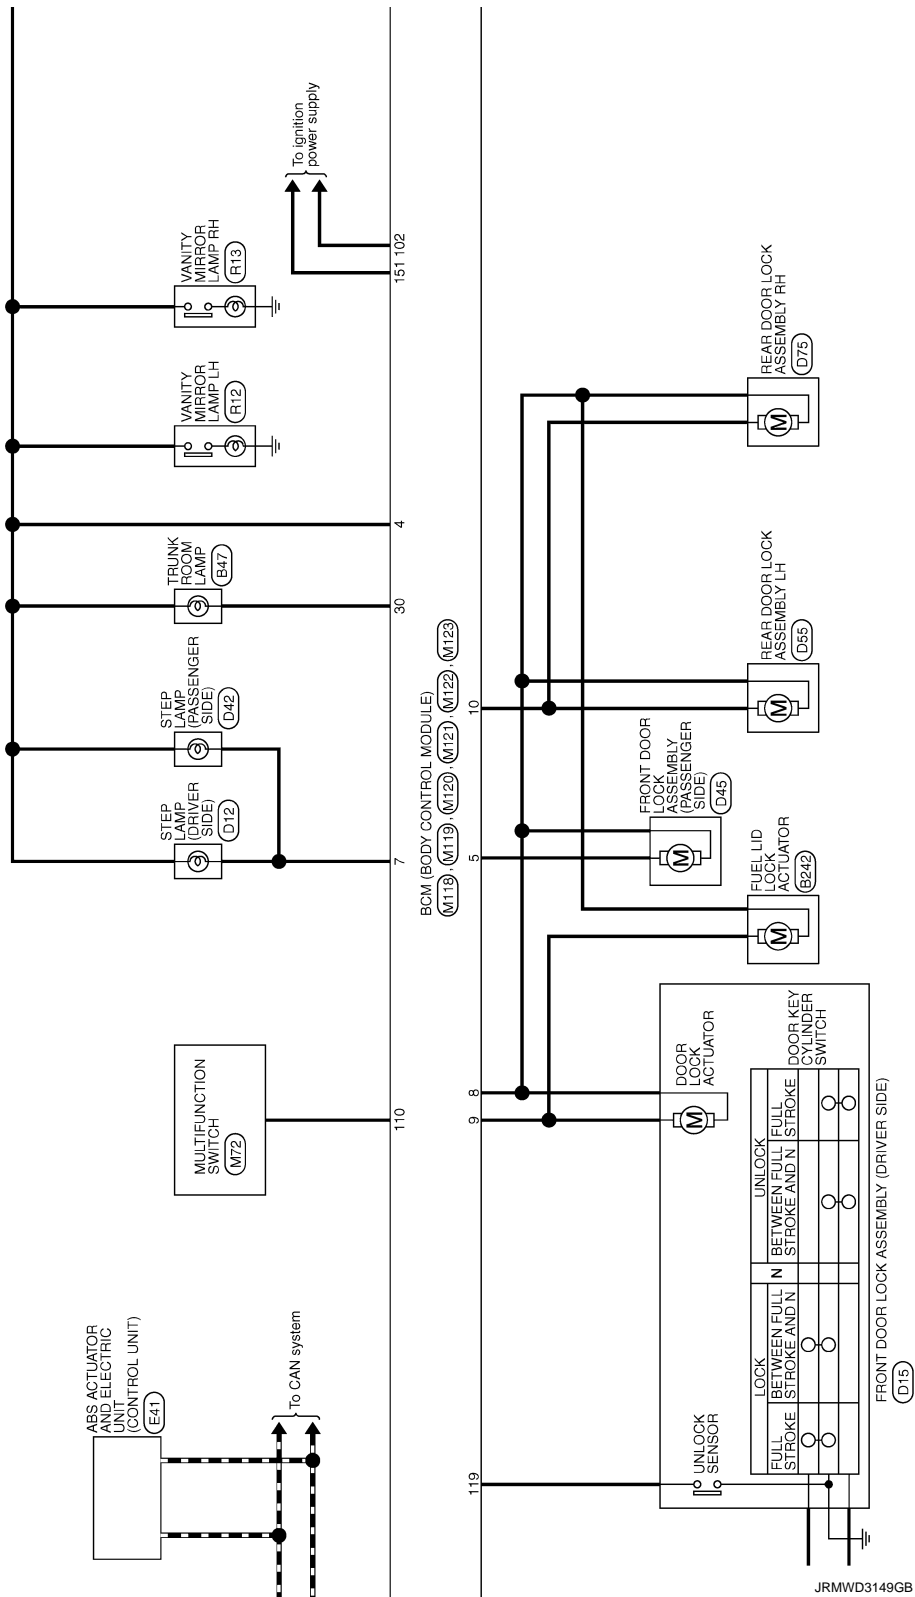 ABS ACTUATOR
AND ELECTRIC
UNIT
(CONTROL UNIT)
E41
To CAN system
MULTIFUNCTION
SWITCH
M72
110
STEP
LAMP
(DRIVER
SIDE)
D12
7
STEP
LAMP
(PASSENGER
SIDE)
D42
TRUNK
ROOM
LAMP
B47
30
4
VANITY
MIRROR
LAMP LH
R12
VANITY
MIRROR
LAMP RH
R13
151 102
To ignition
power supply
BCM (BODY CONTROL MODULE)
M118 , M119 , M120 , M121 , M122 , M123
119
9
8
5
10
UNLOCK
SENSOR
LOCK
FULL
STROKE
BETWEEN FULL
STROKE AND N
N
UNLOCK
BETWEEN FULL
STROKE AND N
FULL
STROKE
DOOR KEY
CYLINDER
SWITCH
DOOR
LOCK
ACTUATOR
M
FRONT DOOR LOCK ASSEMBLY (DRIVER SIDE)
D15
M
FUEL LID
LOCK
ACTUATOR
B242
M
FRONT DOOR
LOCK
ASSEMBLY
(PASSENGER
SIDE)
D45
M
REAR DOOR LOCK
ASSEMBLY LH
D55
M
REAR DOOR LOCK
ASSEMBLY RH
D75
JRMWD3149GB